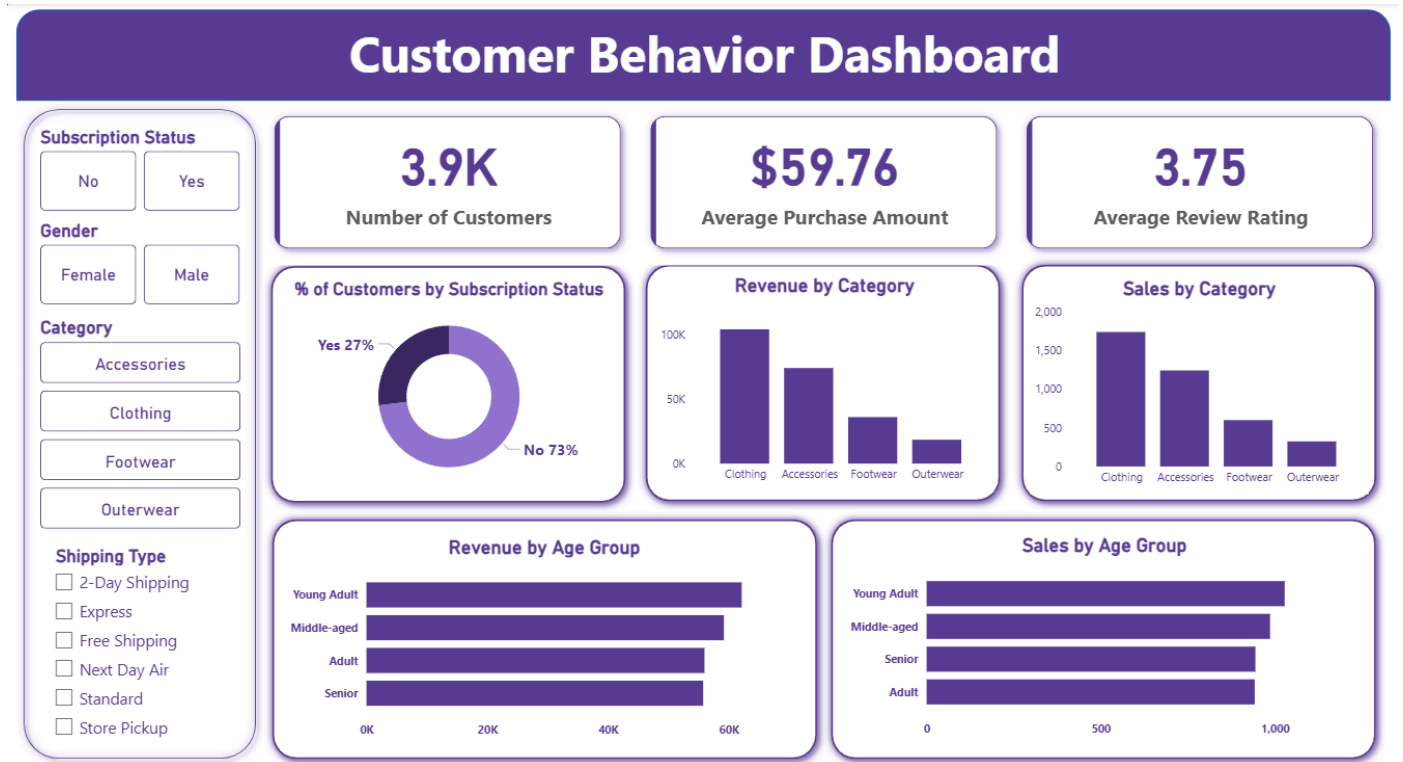 Customer Behavior Dashboard
Subscription Status
No Yes
Gender
Female Male
Category
Accessories
Clothing
Footwear
Outerwear
Shipping Type
2-Day Shipping
Express
Free Shipping
Next Day Air
Standard
Store Pickup
3.9K
Number of Customers
$59.76
Average Purchase Amount
3.75
Average Review Rating
% of Customers by Subscription Status
Yes 27%
No 73%
Revenue by Category
100K
50K
0K
Clothing Accessories Footwear Outerwear
Sales by Category
2,000
1,500
1,000
500
0
Clothing Accessories Footwear Outerwear
Revenue by Age Group
Young Adult
Middle-aged
Adult
Senior
0K 20K 40K 60K
Sales by Age Group
Young Adult
Middle-aged
Senior
Adult
0 500 1,000